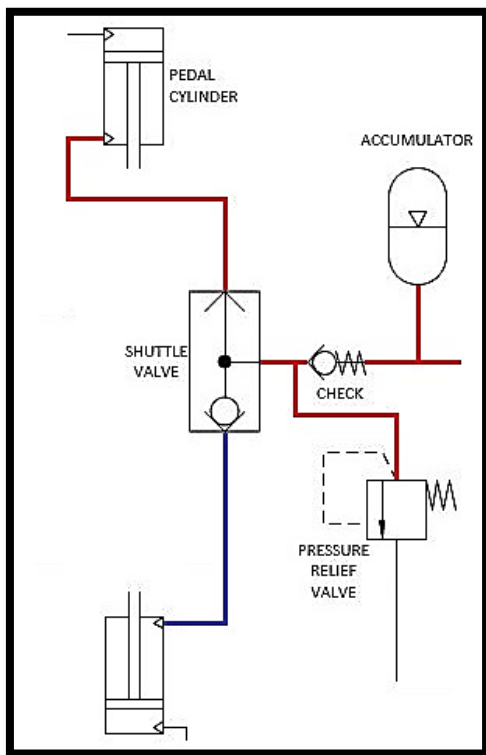 PEDAL
CYLINDER
ACCUMULATOR
SHUTTLE
VALVE
CHECK
PRESSURE
RELIEF
VALVE